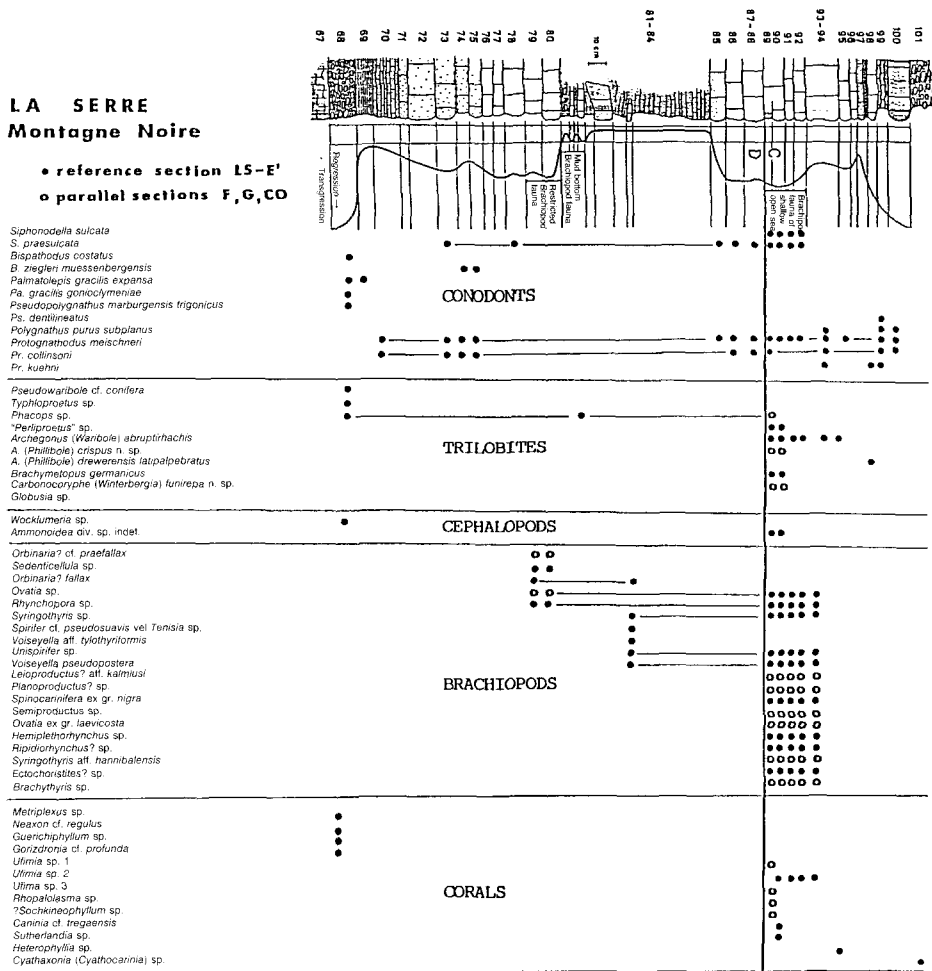 67 68 69 70 71 72 73 74 75 76 77 78 79 80 81-84 85 86 87-88 89 90 91 92 93-94 95 96 97 98 99 100 101
10 cm
LA SERRE
Montagne Noire
• reference section LS-E'
o parallel sections F,G,CO
Regression →
Transgression
Restricted Brachiopod fauna
Mud bottom Brachiopod fauna
D
C
Brachiopod fauna of shallow open sea
Siphonodella sulcata
S. praesulcata
Bispathodus costatus
B. ziegleri muessenbergensis
Palmatolepis gracilis expansa
Pa. gracilis gonioclymeniae
Pseudopolygnathus marburgensis trigonicus
Ps. dentilineatus
Polygnathus purus subplanus
Protognathodus meischneri
Pr. collinsoni
Pr. kuehni
CONODONTS
Pseudowaribole cf. conifera
Typhloproetus sp.
Phacops sp.
"Perliproetus" sp.
Archegonus (Waribole) abruptirhachis
A. (Phillibole) crispus n. sp.
A. (Phillibole) drewerensis latipalpebratus
Brachymetopus germanicus
Carbonocoryphe (Winterbergia) funirepa n. sp.
Globusia sp.
TRILOBITES
Wocklumeria sp.
Ammonoidea div. sp. indet.
CEPHALOPODS
Orbinaria? cf. praefallax
Sedenticellula sp.
Orbinaria? fallax
Ovatia sp.
Rhynchopora sp.
Syringothyris sp.
Spirifer cf. pseudosuavis vel Tenisia sp.
Voiseyella aff. tylothyriformis
Unispirifer sp.
Voiseyella pseudopostera
Leioproductus? aff. kalmiusi
Planoproductus? sp.
Spinocarinifera ex gr. nigra
Semiproductus sp.
Ovatia ex gr. laevicosta
Hemiplethorhynchus sp.
Ripidiorhynchus? sp.
Syringothyris aff. hannibalensis
Ectochoristites? sp.
Brachythyris sp.
BRACHIOPODS
Metriplexus sp.
Neaxon cf. regulus
Guerichiphyllum sp.
Gorizdronia cf. profunda
Ufimia sp. 1
Ufimia sp. 2
Ufima sp. 3
Rhopalolasma sp.
?Sochkineophyllum sp.
Caninia cf. tregaensis
Sutherlandia sp.
Heterophyllia sp.
Cyathaxonia (Cyathocarinia) sp.
CORALS